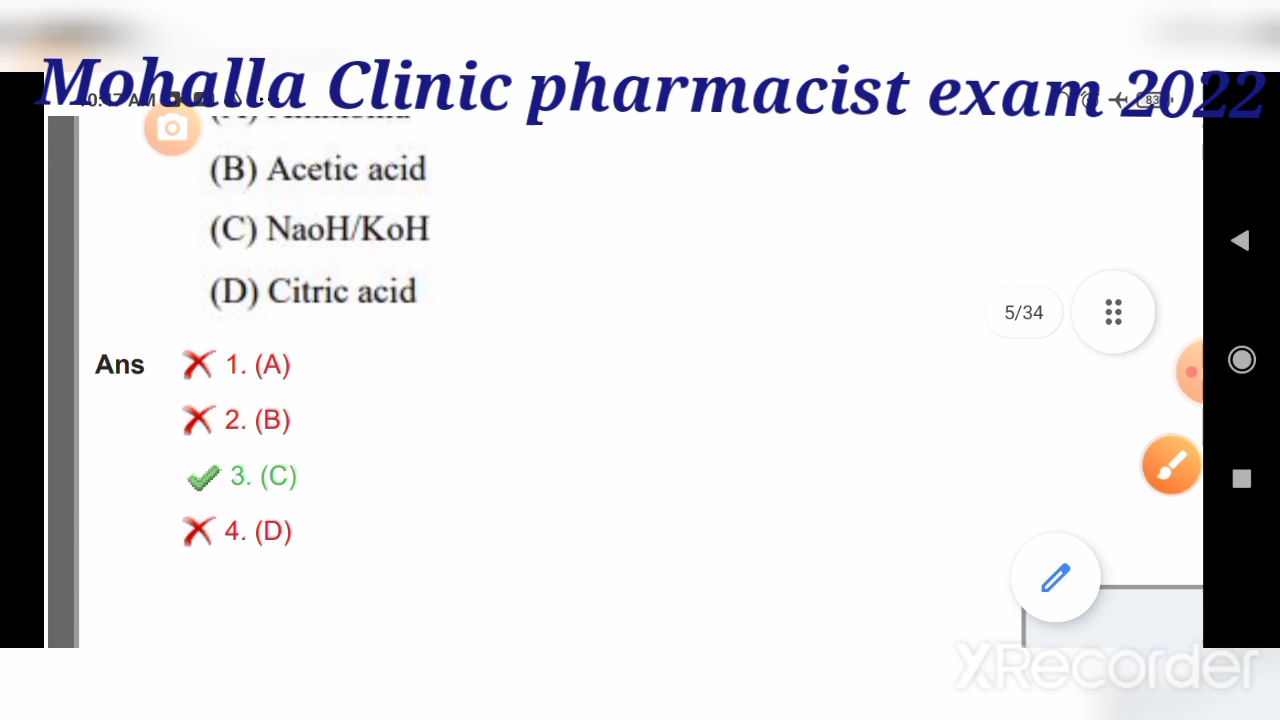 Mohalla Clinic pharmacist exam 2022
83
(B) Acetic acid
(C) NaoH/KoH
(D) Citric acid
5/34
Ans
1. (A)
2. (B)
3. (C)
4. (D)
XRecorder